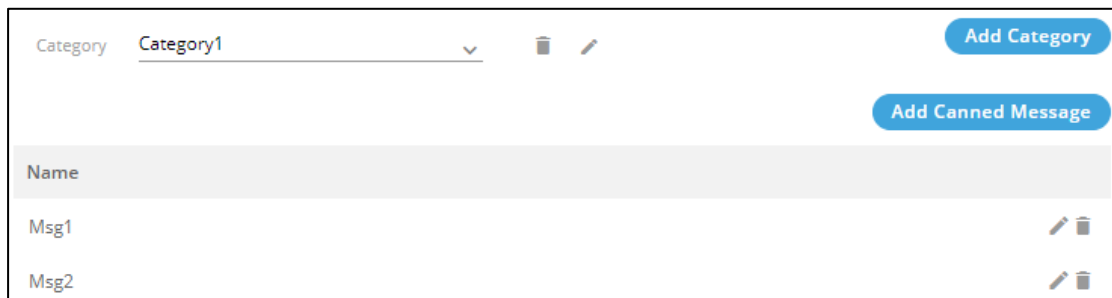 Category Category1 Add Category
Add Canned Message
Name
Msg1
Msg2